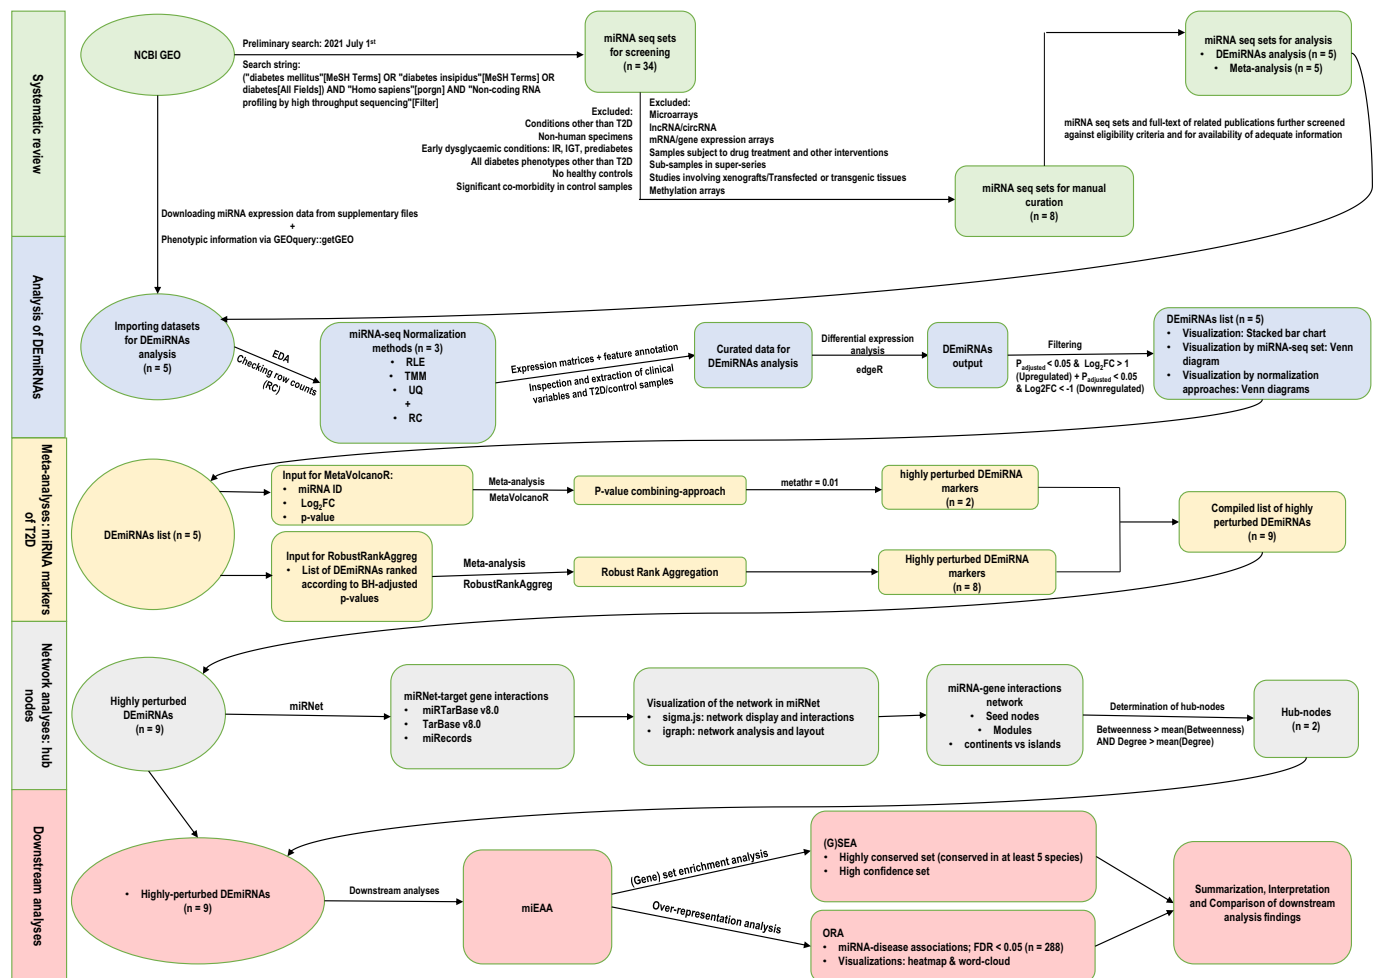 Systematic review
NCBI GEO
Preliminary search: 2021 July 1st
Search string:
("diabetes mellitus"[MeSH Terms] OR "diabetes insipidus"[MeSH Terms] OR
diabetes[All Fields]) AND "Homo sapiens"[porgn] AND "Non-coding RNA
profiling by high throughput sequencing"[Filter]
miRNA seq sets
for screening
(n = 34)
Excluded:
Conditions other than T2D
Non-human specimens
Early dysglycaemic conditions: IR, IGT, prediabetes
All diabetes phenotypes other than T2D
No healthy controls
Significant co-morbidity in control samples
Excluded:
Microarrays
lncRNA/circRNA
mRNA/gene expression arrays
Samples subject to drug treatment and other interventions
Sub-samples in super-series
Studies involving xenografts/Transfected or transgenic tissues
Methylation arrays
miRNA seq sets for manual
curation
(n = 8)
miRNA seq sets and full-text of related publications further screened
against eligibility criteria and for availability of adequate information
miRNA seq sets for analysis
• DEmiRNAs analysis (n = 5)
• Meta-analysis (n = 5)
Downloading miRNA expression data from supplementary files
+
Phenotypic information via GEOquery::getGEO
Analysis of DEmiRNAs
Importing datasets
for DEmiRNAs
analysis
(n = 5)
EDA
Checking row counts
(RC)
miRNA-seq Normalization
methods (n = 3)
• RLE
• TMM
• UQ
+
• RC
Expression matrices + feature annotation
Inspection and extraction of clinical
variables and T2D/control samples
Curated data for
DEmiRNAs analysis
Differential expression
analysis
edgeR
DEmiRNAs
output
Filtering
Padjusted < 0.05 & Log2FC > 1
(Upregulated) + Padjusted < 0.05
& Log2FC < -1 (Downregulated)
DEmiRNAs list (n = 5)
• Visualization: Stacked bar chart
• Visualization by miRNA-seq set: Venn
diagram
• Visualization by normalization
approaches: Venn diagrams
Meta-analyses: miRNA markers
of T2D
DEmiRNAs list (n = 5)
Input for MetaVolcanoR:
• miRNA ID
• Log2FC
• p-value
Meta-analysis
MetaVolcanoR
P-value combining-approach
metathr = 0.01
highly perturbed DEmiRNA
markers
(n = 2)
Input for RobustRankAggreg
• List of DEmiRNAs ranked
according to BH-adjusted
p-values
Meta-analysis
RobustRankAggreg
Robust Rank Aggregation
Highly perturbed DEmiRNA
markers
(n = 8)
Compiled list of highly
perturbed DEmiRNAs
(n = 9)
Network analyses: hub
nodes
Highly perturbed
DEmiRNAs
(n = 9)
miRNet
miRNet-target gene interactions
• miRTarBase v8.0
• TarBase v8.0
• miRecords
Visualization of the network in miRNet
• sigma.js: network display and interactions
• igraph: network analysis and layout
miRNA-gene interactions
network
• Seed nodes
• Modules
• continents vs islands
Determination of hub-nodes
Betweenness > mean(Betweenness)
AND Degree > mean(Degree)
Hub-nodes
(n = 2)
Downstream analyses
• Highly-perturbed DEmiRNAs
(n = 9)
Downstream analyses
miEAA
(Gene) set enrichment analysis
Over-representation analysis
(G)SEA
• Highly conserved set (conserved in at least 5 species)
• High confidence set
ORA
• miRNA-disease associations; FDR < 0.05 (n = 288)
• Visualizations: heatmap & word-cloud
Summarization, Interpretation
and Comparison of downstream
analysis findings